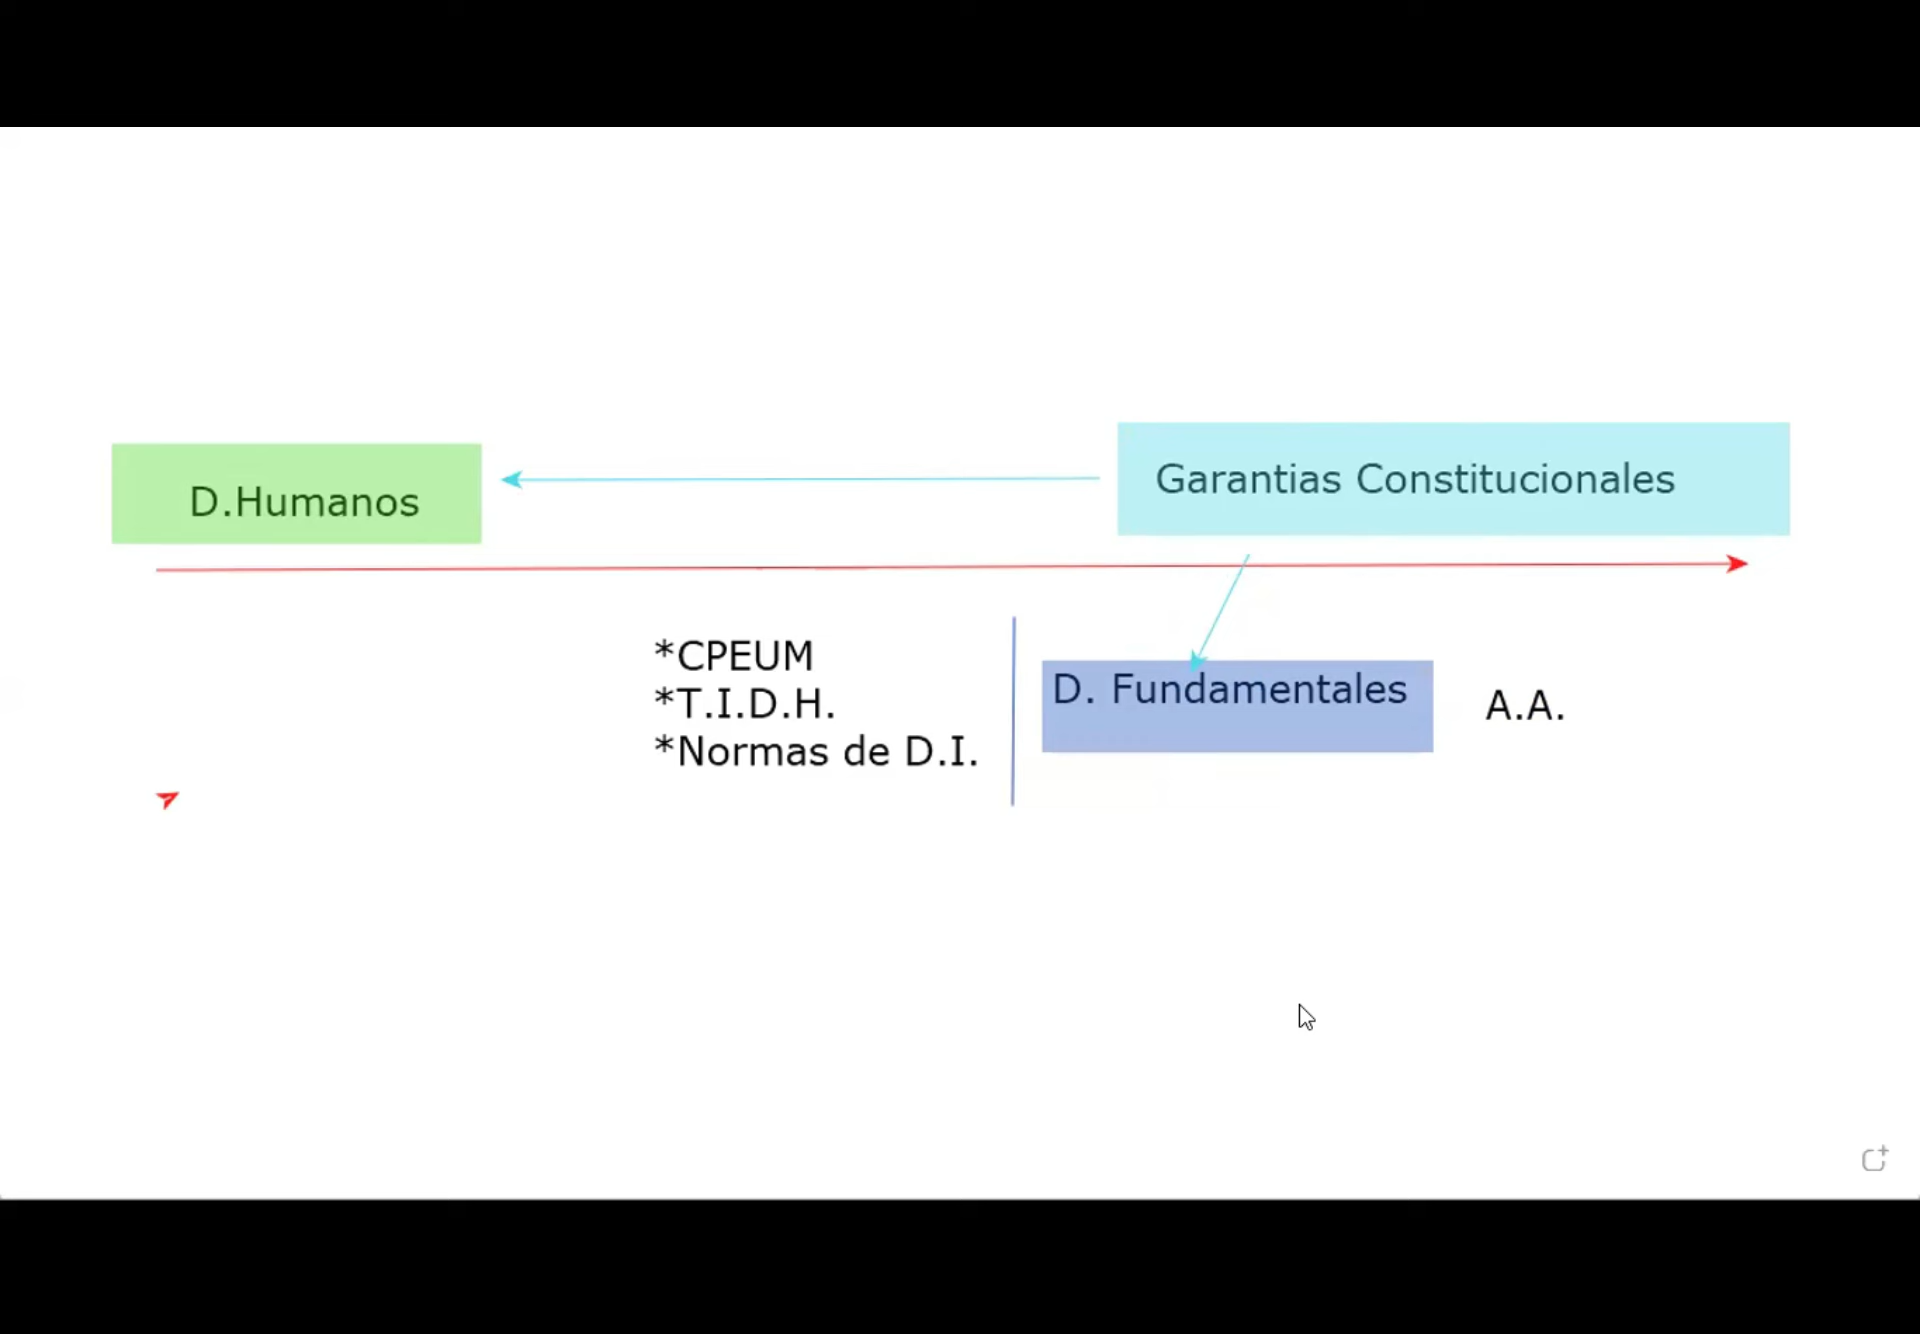 D.Humanos
Garantias Constitucionales
*CPEUM
*T.I.D.H.
*Normas de D.I.
D. Fundamentales
A.A.